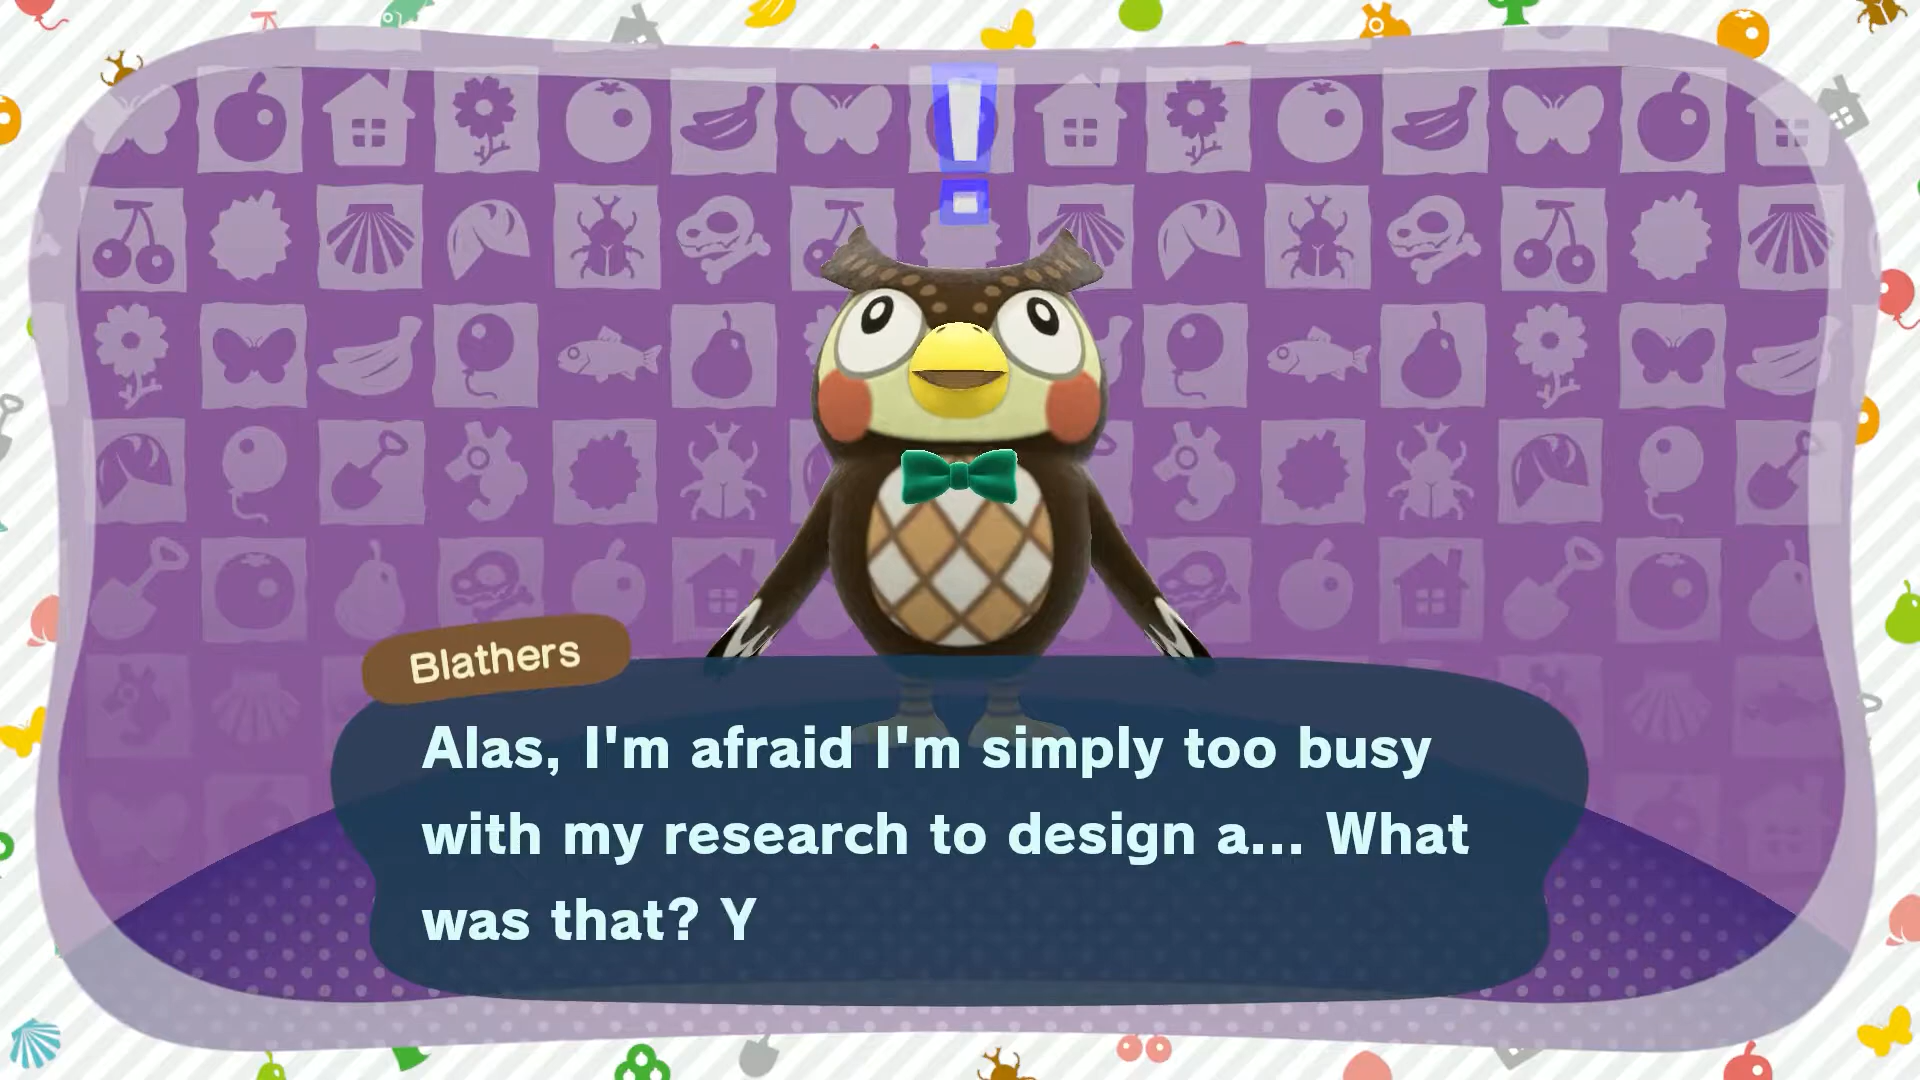 Blathers
Alas, I'm afraid I'm simply too busy
with my research to design a... What
was that? Y